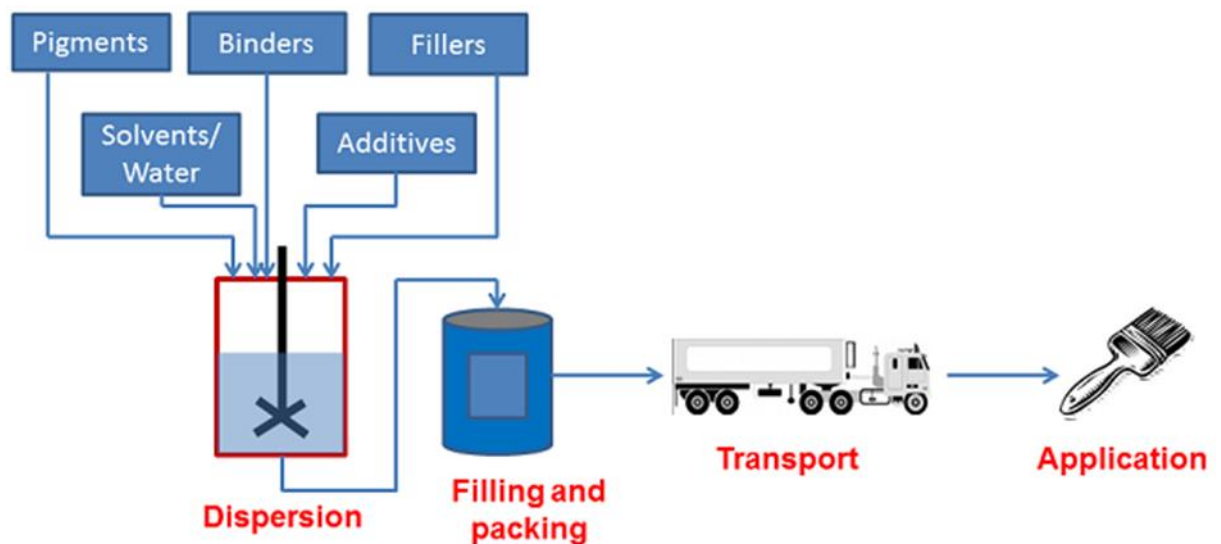 Pigments
Binders
Fillers
Solvents/
Water
Additives
Dispersion
Filling and
packing
Transport
Application